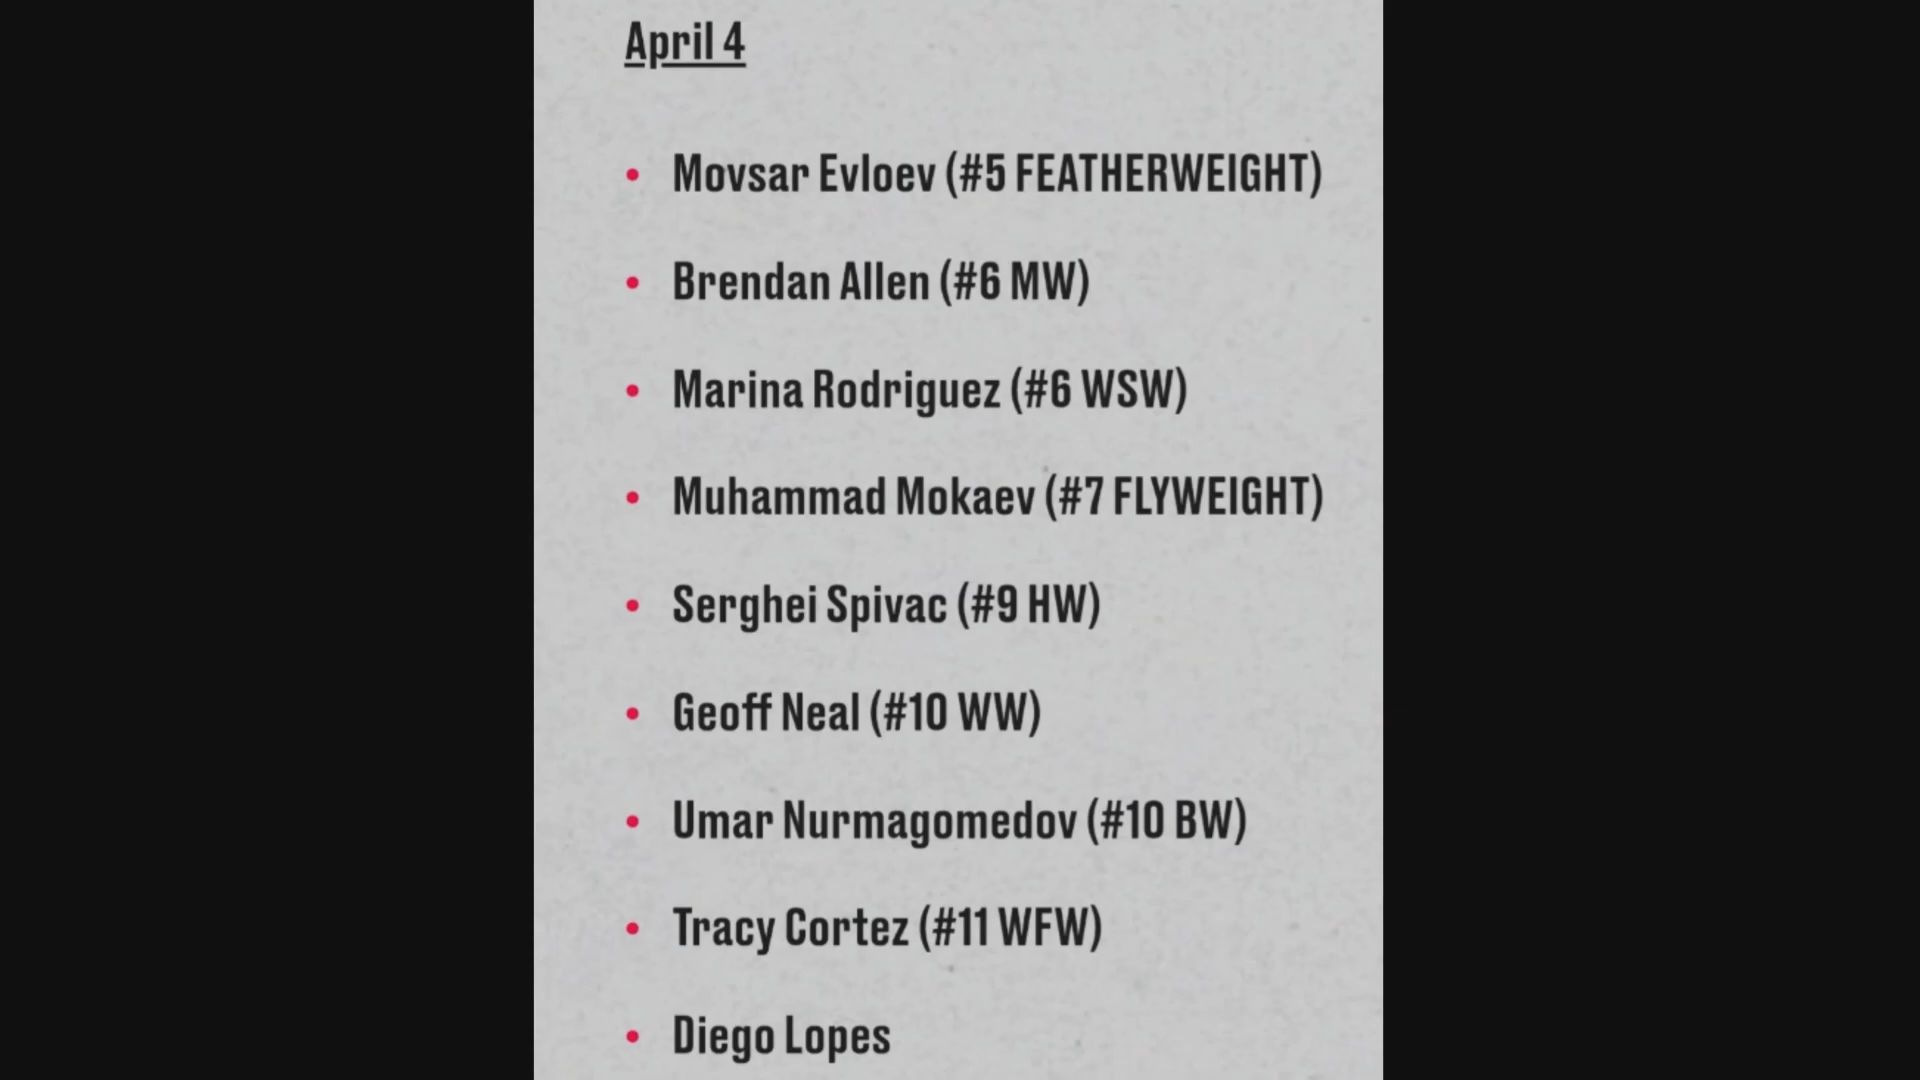 April 4
• Movsar Evloev (#5 FEATHERWEIGHT)
• Brendan Allen (#6 MW)
• Marina Rodriguez (#6 WSW)
• Muhammad Mokaev (#7 FLYWEIGHT)
• Serghei Spivac (#9 HW)
• Geoff Neal (#10 WW)
• Umar Nurmagomedov (#10 BW)
• Tracy Cortez (#11 WFW)
• Diego Lopes